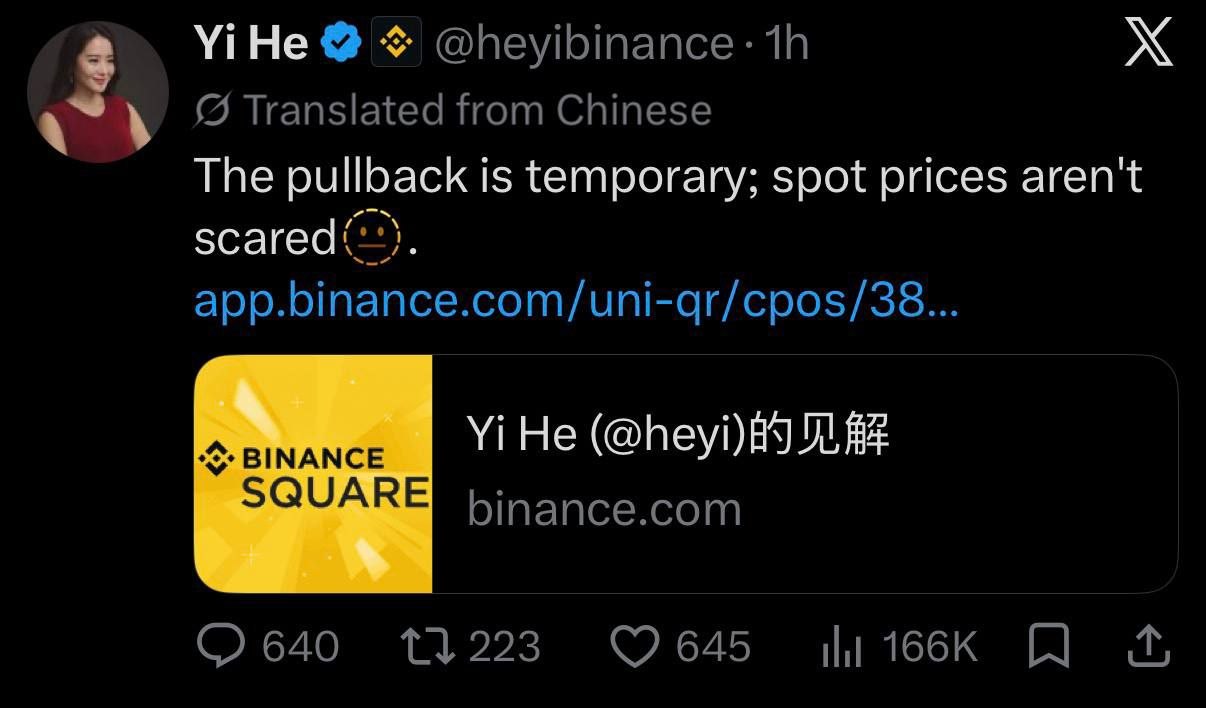 Yi He @heyibinance · 1h
Translated from Chinese
The pullback is temporary; spot prices aren't
scared🫥.
app.binance.com/uni-qr/cpos/38...
BINANCE
SQUARE
Yi He (@heyi)的见解
binance.com
640 223 645 166K